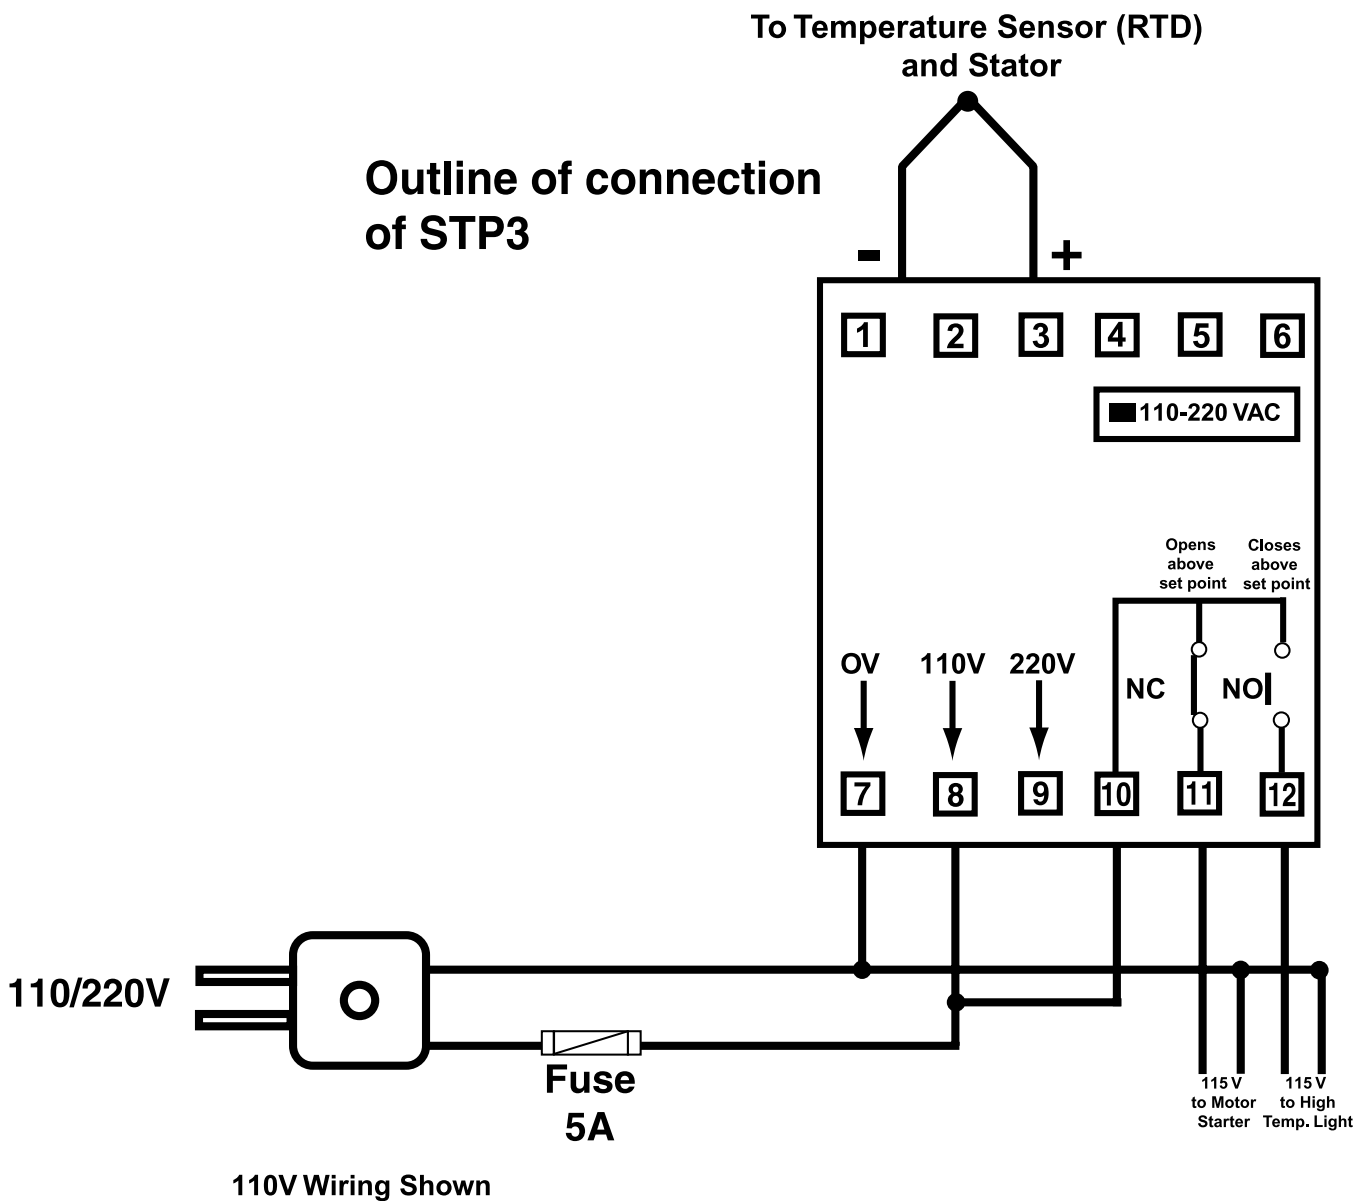 To Temperature Sensor (RTD)
and Stator
Outline of connection
of STP3
- +
1 2 3 4 5 6
110-220 VAC
Opens
above
set point
Closes
above
set point
OV 110V 220V
NC NO
7 8 9 10 11 12
110/220V
Fuse
5A
115 V
to Motor
Starter
115 V
to High
Temp. Light
110V Wiring Shown